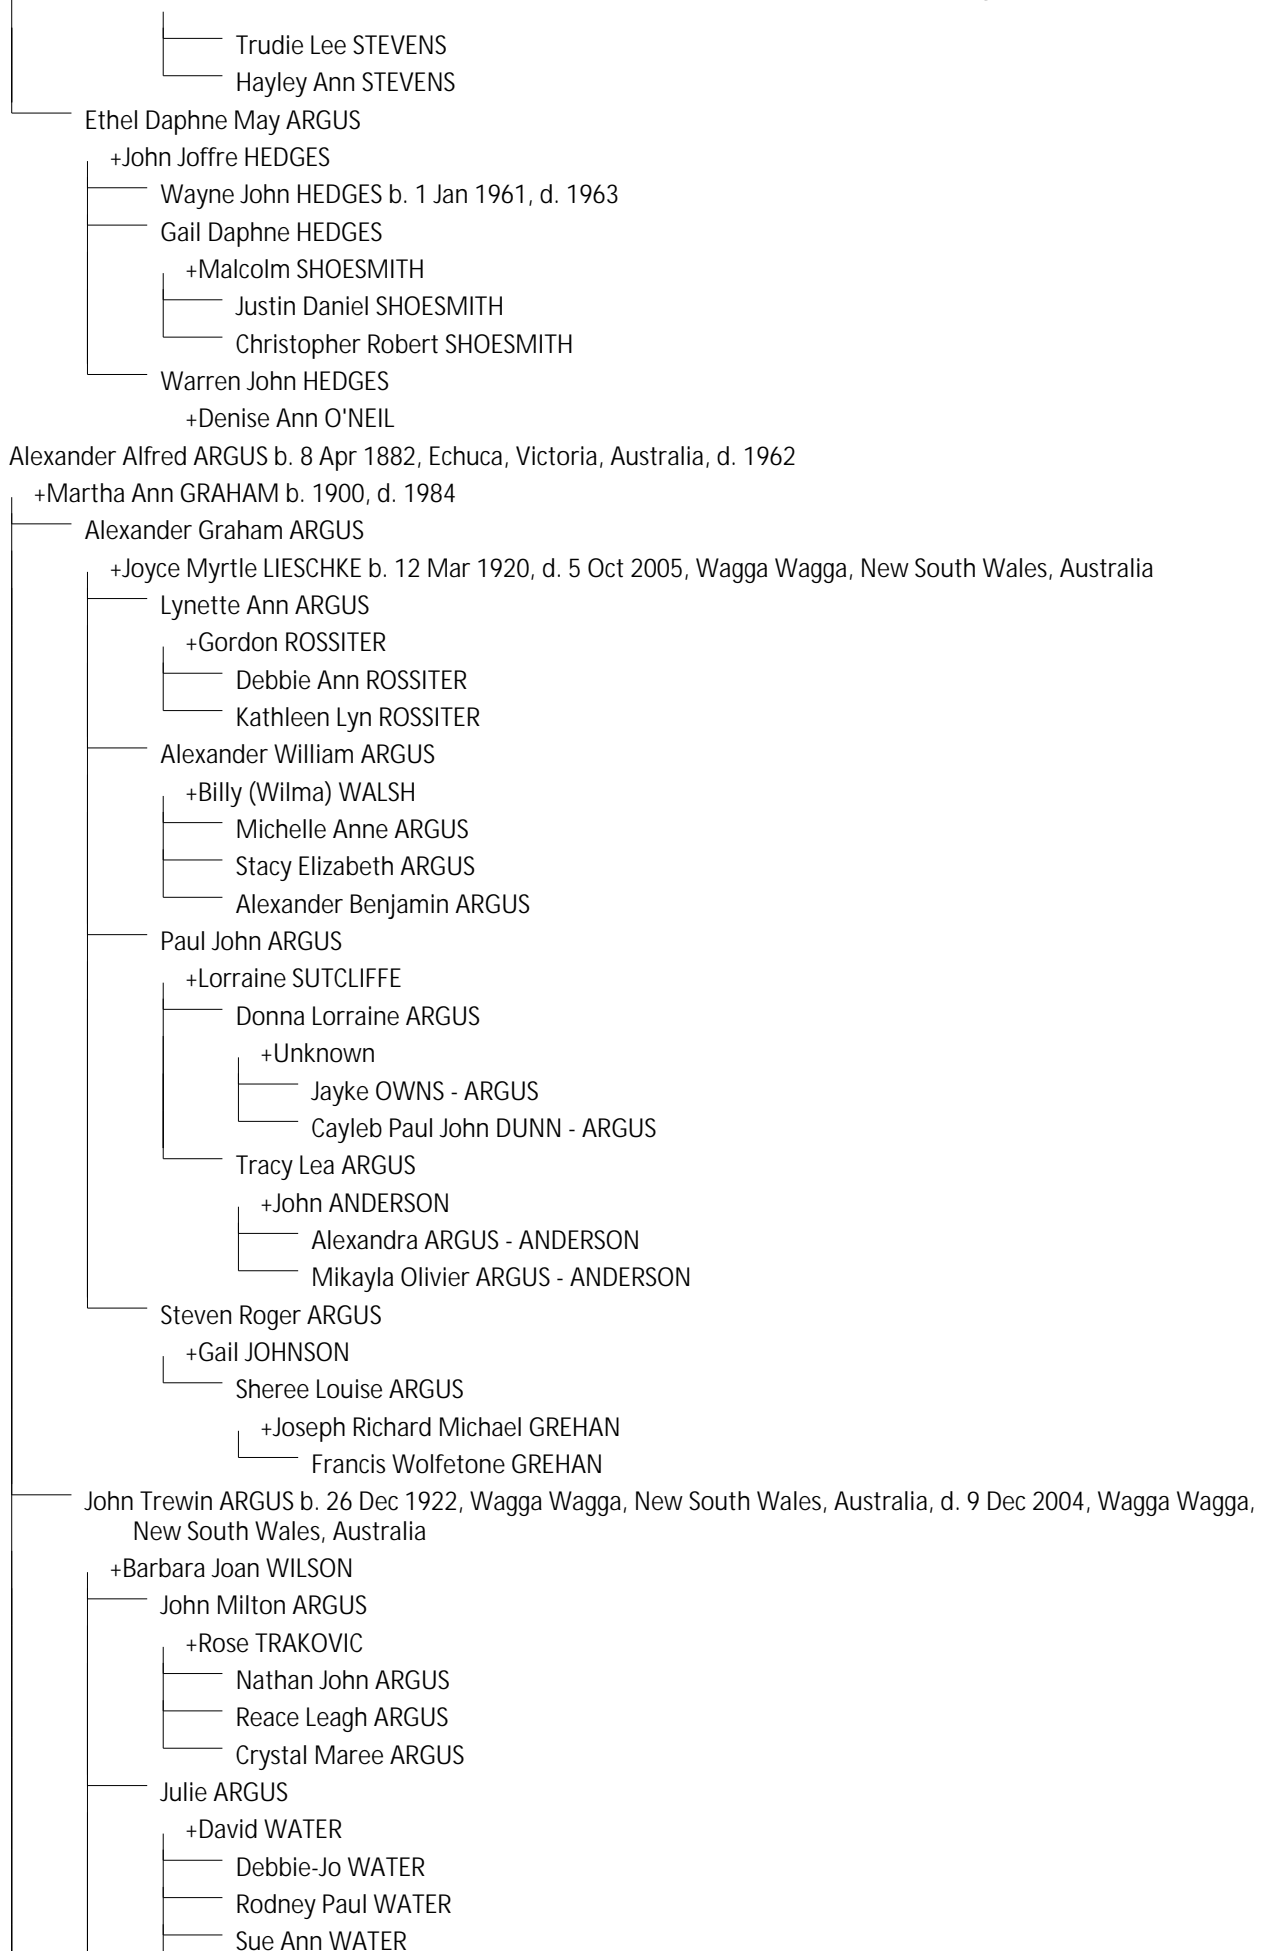 Trudie Lee STEVENS
Hayley Ann STEVENS
Ethel Daphne May ARGUS
+John Joffre HEDGES
Wayne John HEDGES b. 1 Jan 1961, d. 1963
Gail Daphne HEDGES
+Malcolm SHOESMITH
Justin Daniel SHOESMITH
Christopher Robert SHOESMITH
Warren John HEDGES
+Denise Ann O'NEIL
Alexander Alfred ARGUS b. 8 Apr 1882, Echuca, Victoria, Australia, d. 1962
+Martha Ann GRAHAM b. 1900, d. 1984
Alexander Graham ARGUS
+Joyce Myrtle LIESCHKE b. 12 Mar 1920, d. 5 Oct 2005, Wagga Wagga, New South Wales, Australia
Lynette Ann ARGUS
+Gordon ROSSITER
Debbie Ann ROSSITER
Kathleen Lyn ROSSITER
Alexander William ARGUS
+Billy (Wilma) WALSH
Michelle Anne ARGUS
Stacy Elizabeth ARGUS
Alexander Benjamin ARGUS
Paul John ARGUS
+Lorraine SUTCLIFFE
Donna Lorraine ARGUS
+Unknown
Jayke OWNS - ARGUS
Cayleb Paul John DUNN - ARGUS
Tracy Lea ARGUS
+John ANDERSON
Alexandra ARGUS - ANDERSON
Mikayla Olivier ARGUS - ANDERSON
Steven Roger ARGUS
+Gail JOHNSON
Sheree Louise ARGUS
+Joseph Richard Michael GREHAN
Francis Wolfetone GREHAN
John Trewin ARGUS b. 26 Dec 1922, Wagga Wagga, New South Wales, Australia, d. 9 Dec 2004, Wagga Wagga,
New South Wales, Australia
+Barbara Joan WILSON
John Milton ARGUS
+Rose TRAKOVIC
Nathan John ARGUS
Reace Leagh ARGUS
Crystal Maree ARGUS
Julie ARGUS
+David WATER
Debbie-Jo WATER
Rodney Paul WATER
Sue Ann WATER